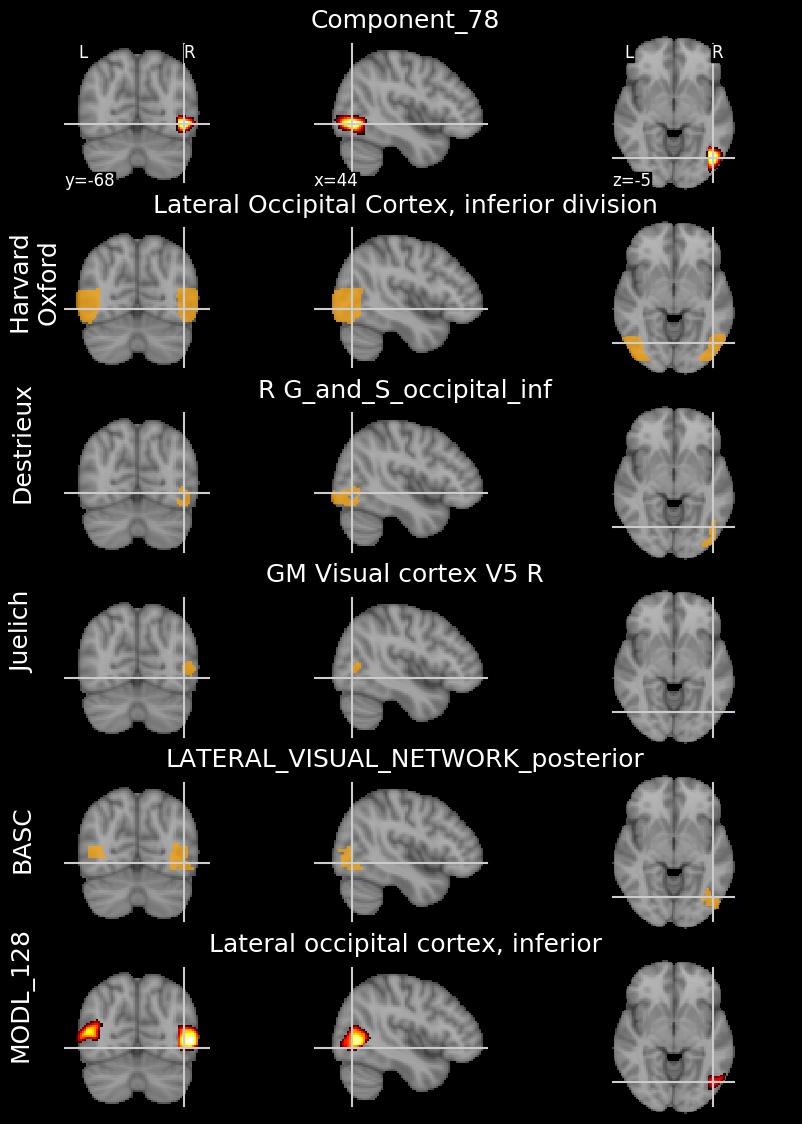 Component_78
L R
L R
y=-68
x=44
z=-5
Lateral Occipital Cortex, inferior division
Harvard
Oxford
R G_and_S_occipital_inf
Destrieux
GM Visual cortex V5 R
Juelich
LATERAL_VISUAL_NETWORK_posterior
BASC
Lateral occipital cortex, inferior
MODL_128